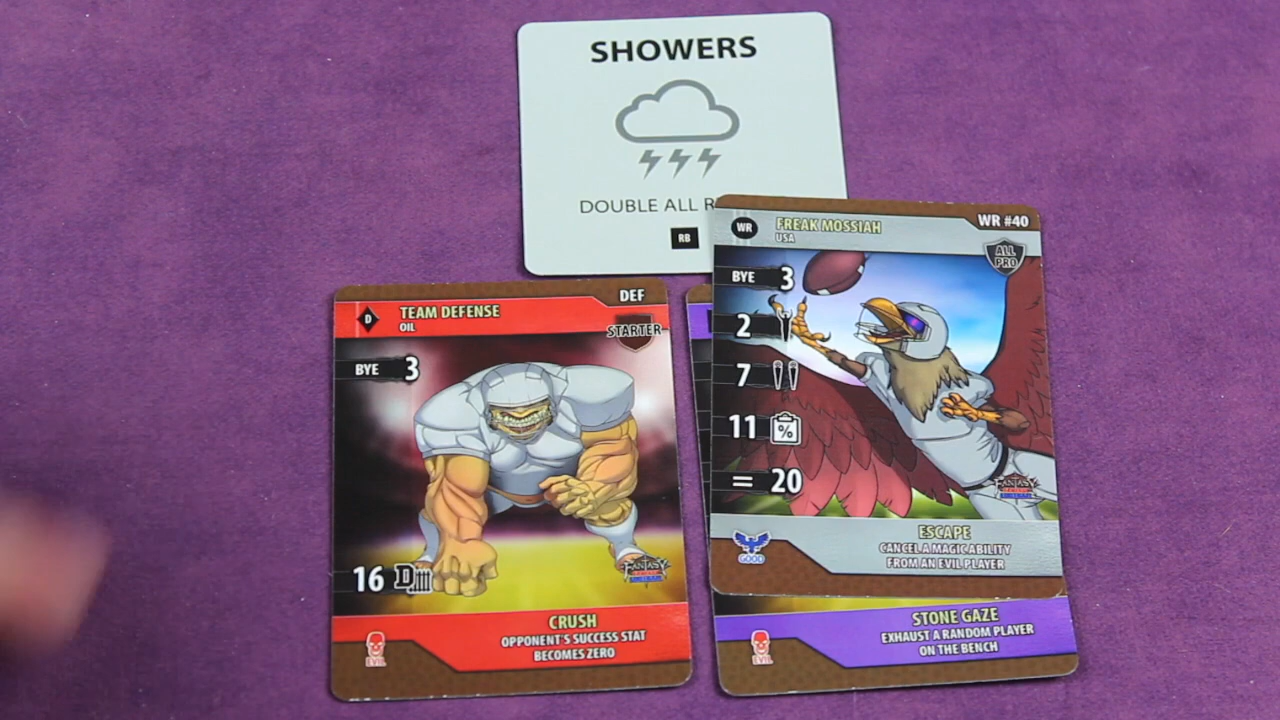 SHOWERS
DOUBLE ALL R
RB
D
TEAM DEFENSE
OIL
DEF
STARTER
BYE 3
16 D
FANTASY
CRUSH
OPPONENT'S SUCCESS STAT
BECOMES ZERO
EVIL
WR
FREAK MOSSIAH
USA
WR #40
ALL
PRO
BYE 3
2
7
11 %
= 20
FANTASY
GOOD
ESCAPE
CANCEL A MAGIC ABILITY
FROM AN EVIL PLAYER
STONE GAZE
EXHAUST A RANDOM PLAYER
ON THE BENCH
EVIL